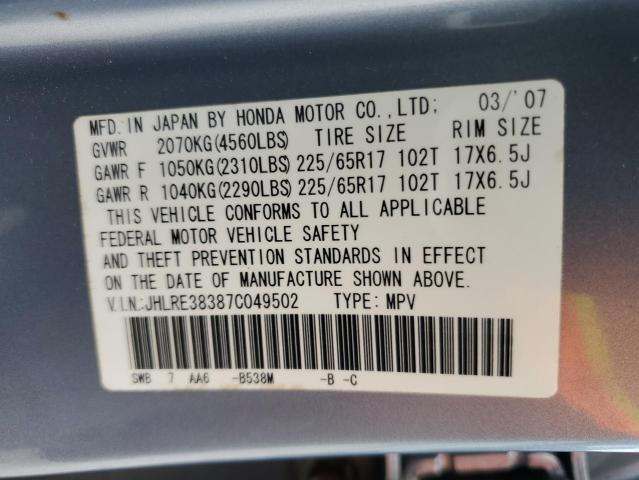 MFD. IN JAPAN BY HONDA MOTOR CO.,LTD; 03/'07
GVWR 2070KG(4560LBS) TIRE SIZE RIM SIZE
GAWR F 1050KG(2310LBS) 225/65R17 102T 17X6.5J
GAWR R 1040KG(2290LBS) 225/65R17 102T 17X6.5J
THIS VEHICLE CONFORMS TO ALL APPLICABLE
FEDERAL MOTOR VEHICLE SAFETY
AND THEFT PREVENTION STANDARDS IN EFFECT
ON THE DATE OF MANUFACTURE SHOWN ABOVE.
V.I.N.:JHLRE38387C049502 TYPE: MPV
SWB 7 AA6 -B538M -B -C